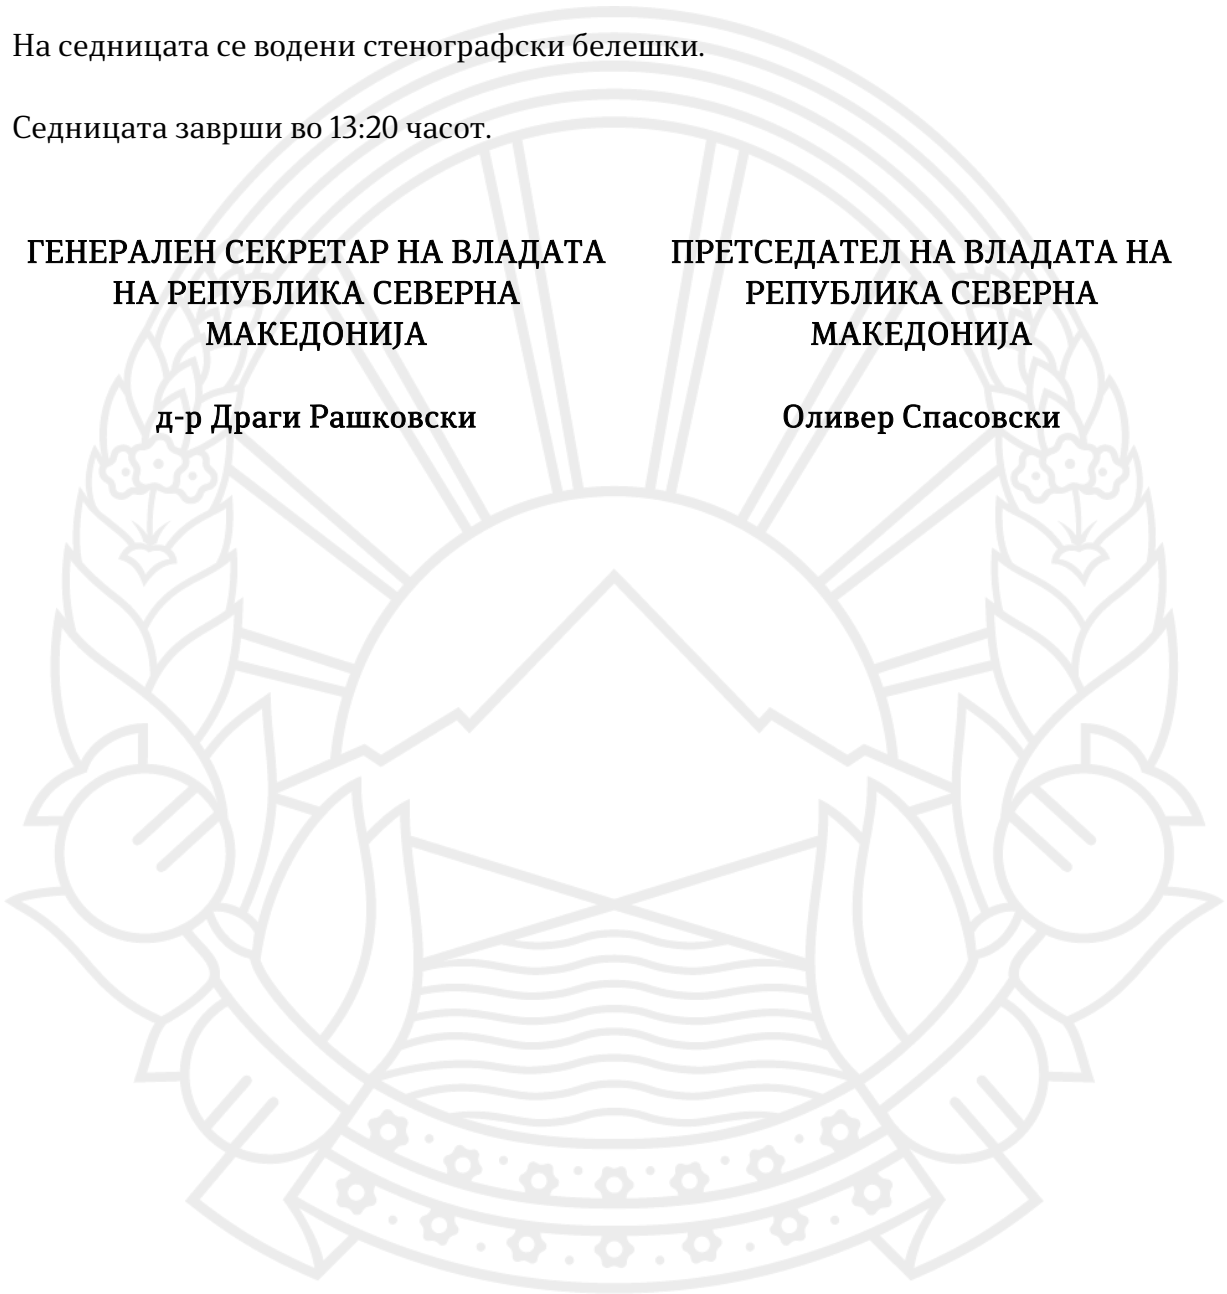 На седницата се водени стенографски белешки.
Седницата заврши во 13:20 часот.
ГЕНЕРАЛЕН СЕКРЕТАР НА ВЛАДАТА
НА РЕПУБЛИКА СЕВЕРНА
МАКЕДОНИЈА
д-р Драги Рашковски
ПРЕТСЕДАТЕЛ НА ВЛАДАТА НА
РЕПУБЛИКА СЕВЕРНА
МАКЕДОНИЈА
Оливер Спасовски